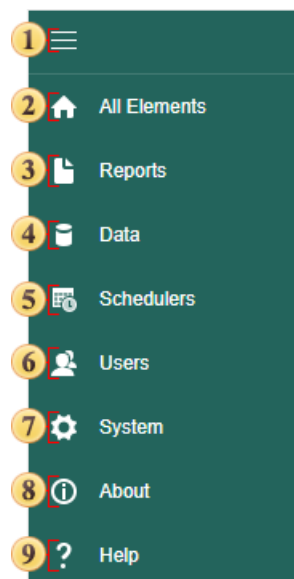 1
2 All Elements
3 Reports
4 Data
5 Schedulers
6 Users
7 System
8 About
9 ? Help